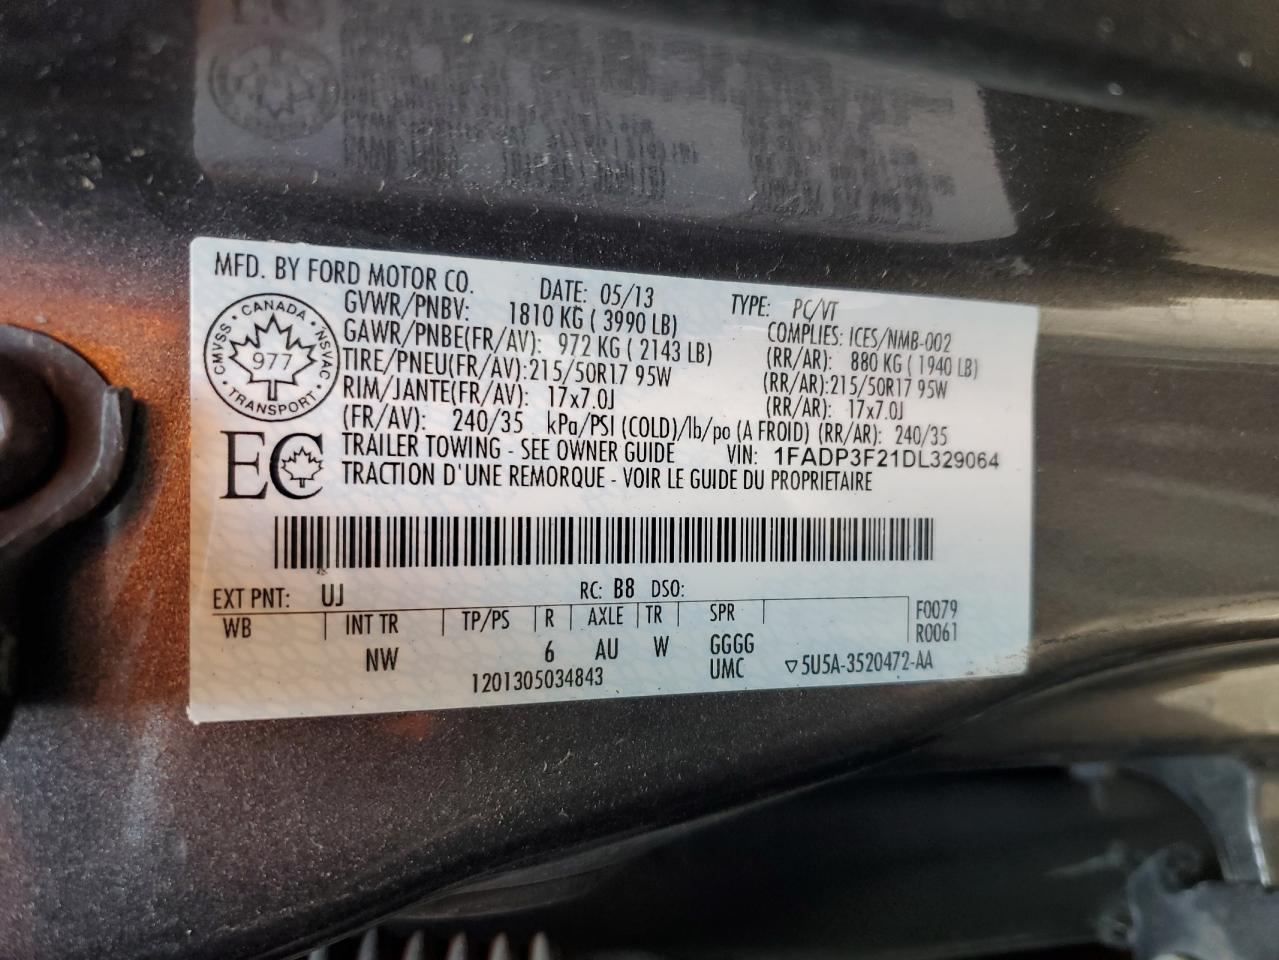 MFD. BY FORD MOTOR CO. DATE: 05/13 TYPE: PC/VT
GVWR/PNBV: 1810 KG ( 3990 LB) COMPLIES: ICES/NMB-002
GAWR/PNBE(FR/AV): 972 KG ( 2143 LB) (RR/AR): 880 KG ( 1940 LB)
TIRE/PNEU(FR/AV):215/50R17 95W (RR/AR):215/50R17 95W
RIM/JANTE(FR/AV): 17x7.0J (RR/AR): 17x7.0J
(FR/AV): 240/35 kPa/PSI (COLD)/lb/po (A FROID) (RR/AR): 240/35
TRAILER TOWING - SEE OWNER GUIDE VIN: 1FADP3F21DL329064
TRACTION D'UNE REMORQUE - VOIR LE GUIDE DU PROPRIETAIRE
CANADA
CMVSS 977 NSVAC
TRANSPORT
EC
EXT PNT: UJ RC: B8 DSO:
WB INT TR TP/PS R AXLE TR SPR F0079
R0061
NW 6 AU W GGGG
1201305034843 UMC ▽5U5A-3520472-AA